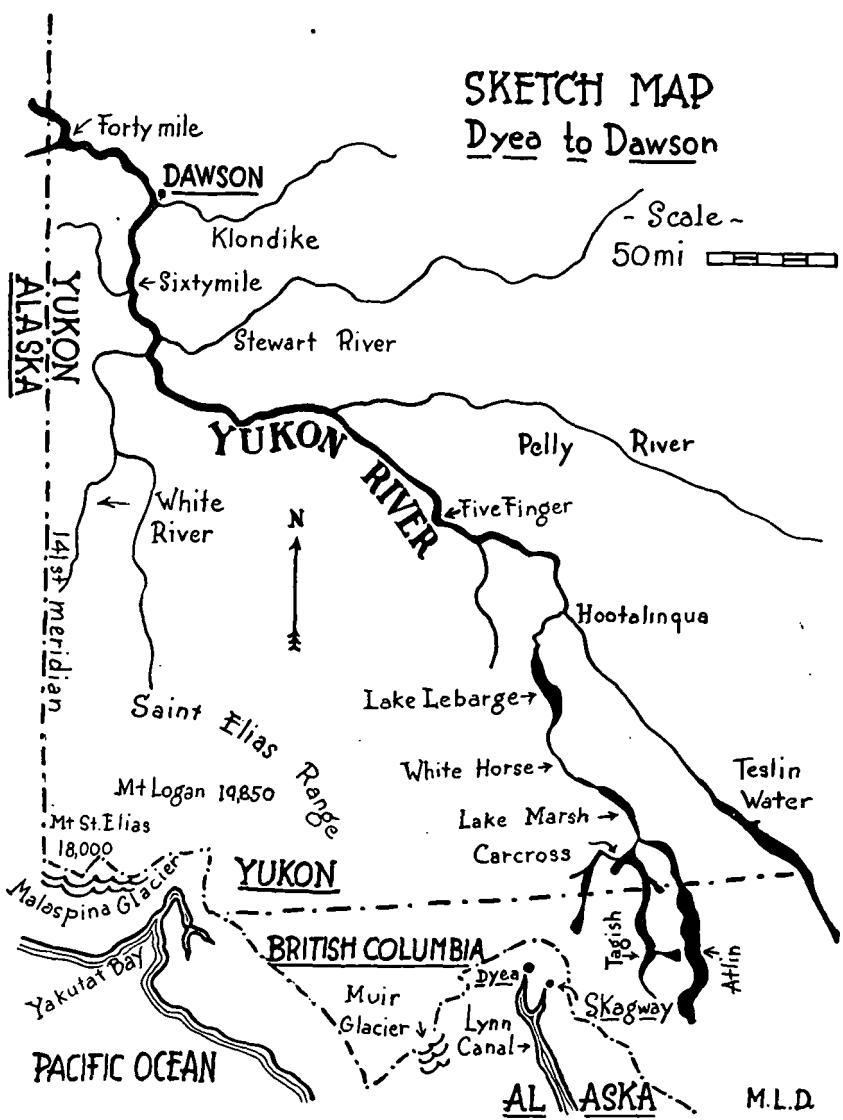 SKETCH MAP
Dyea to Dawson
Forty mile
DAWSON
- Scale ~
50mi
Klondike
Sixtymile
YUKON
ALASKA
Stewart River
YUKON
RIVER
Pelly River
White
River
Five Finger
N
141st meridian
Hootalinqua
Lake Lebarge
Saint Elias Range
White Horse
Teslin
Water
Mt Logan 19,850
Lake Marsh
Mt St. Elias
18,000
Carcross
Malaspina Glacier
YUKON
Tagish
Atlin
BRITISH COLUMBIA
Yakutat Bay
Dyea
Skagway
Muir
Glacier
Lynn
Canal
PACIFIC OCEAN
ALASKA
M.L.D.